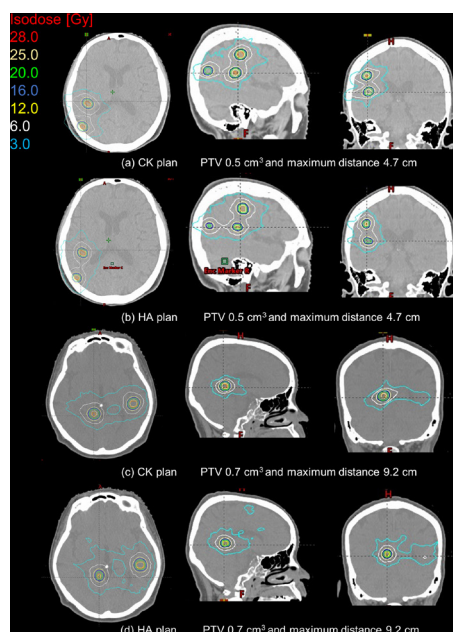 Isodose [Gy]
28.0
25.0
20.0
16.0
12.0
6.0
3.0
A
H
F
(a) CK plan PTV 0.5 cm³ and maximum distance 4.7 cm
A
H
F
(b) HA plan PTV 0.5 cm³ and maximum distance 4.7 cm
H
H
F
F
(c) CK plan PTV 0.7 cm³ and maximum distance 9.2 cm
H
F
F
(d) HA plan PTV 0.7 cm³ and maximum distance 9.2 cm